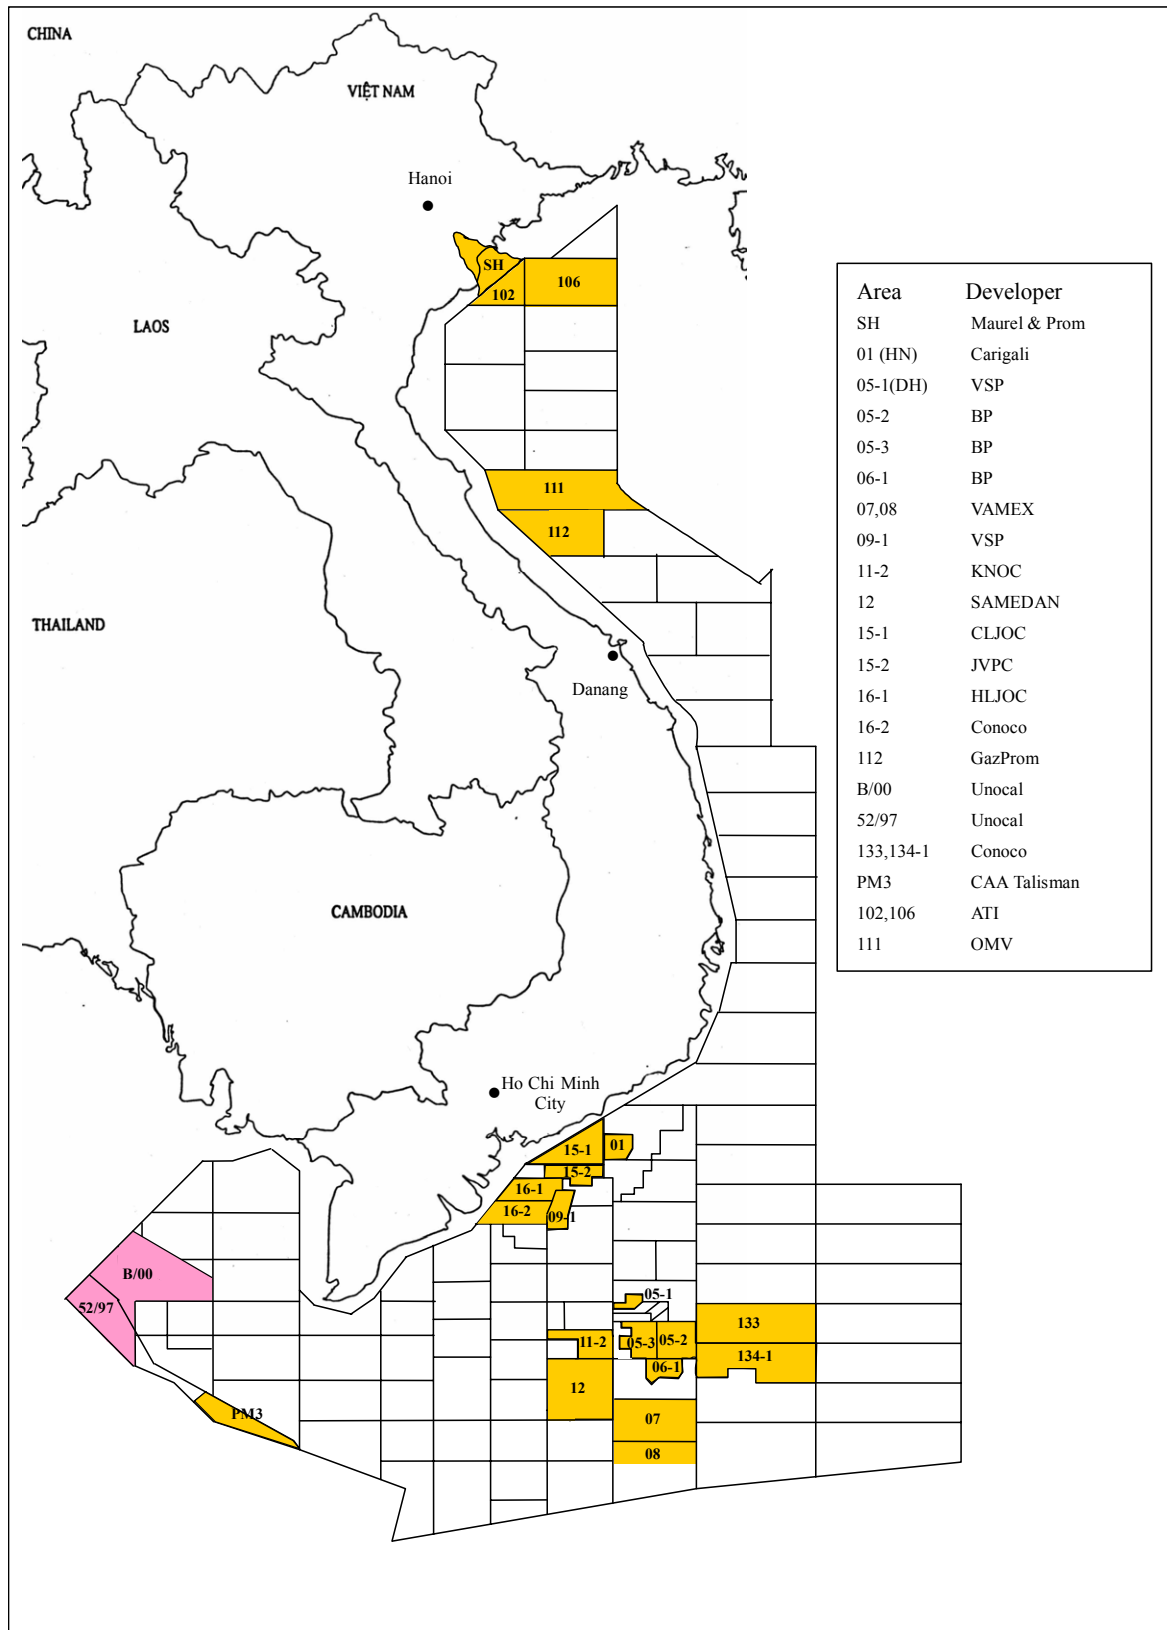 CHINA
VIỆT NAM
Hanoi
SH
102
106
LAOS
111
112
THAILAND
Danang
CAMBODIA
Ho Chi Minh
City
15-1
01
15-2
16-1
16-2
09-1
B/00
52/97
05-1
133
11-2
05-3
05-2
134-1
06-1
12
PM3
07
08
Area Developer
SH Maurel & Prom
01 (HN) Carigali
05-1(DH) VSP
05-2 BP
05-3 BP
06-1 BP
07,08 VAMEX
09-1 VSP
11-2 KNOC
12 SAMEDAN
15-1 CLJOC
15-2 JVPC
16-1 HLJOC
16-2 Conoco
112 GazProm
B/00 Unocal
52/97 Unocal
133,134-1 Conoco
PM3 CAA Talisman
102,106 ATI
111 OMV